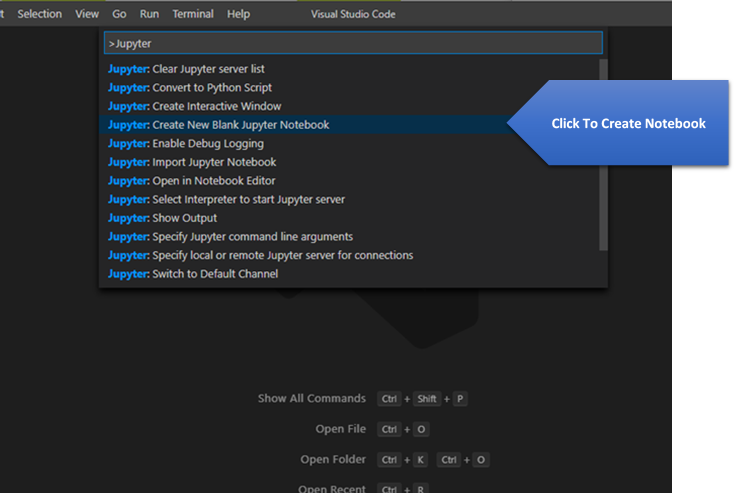 t Selection View Go Run Terminal Help Visual Studio Code
>Jupyter
Jupyter: Clear Jupyter server list
Jupyter: Convert to Python Script
Jupyter: Create Interactive Window
Jupyter: Create New Blank Jupyter Notebook
Click To Create Notebook
Jupyter: Enable Debug Logging
Jupyter: Import Jupyter Notebook
Jupyter: Open in Notebook Editor
Jupyter: Select Interpreter to start Jupyter server
Jupyter: Show Output
Jupyter: Specify Jupyter command line arguments
Jupyter: Specify local or remote Jupyter server for connections
Jupyter: Switch to Default Channel
Show All Commands Ctrl + Shift + P
Open File Ctrl + O
Open Folder Ctrl + K Ctrl + O
Open Recent Ctrl + R